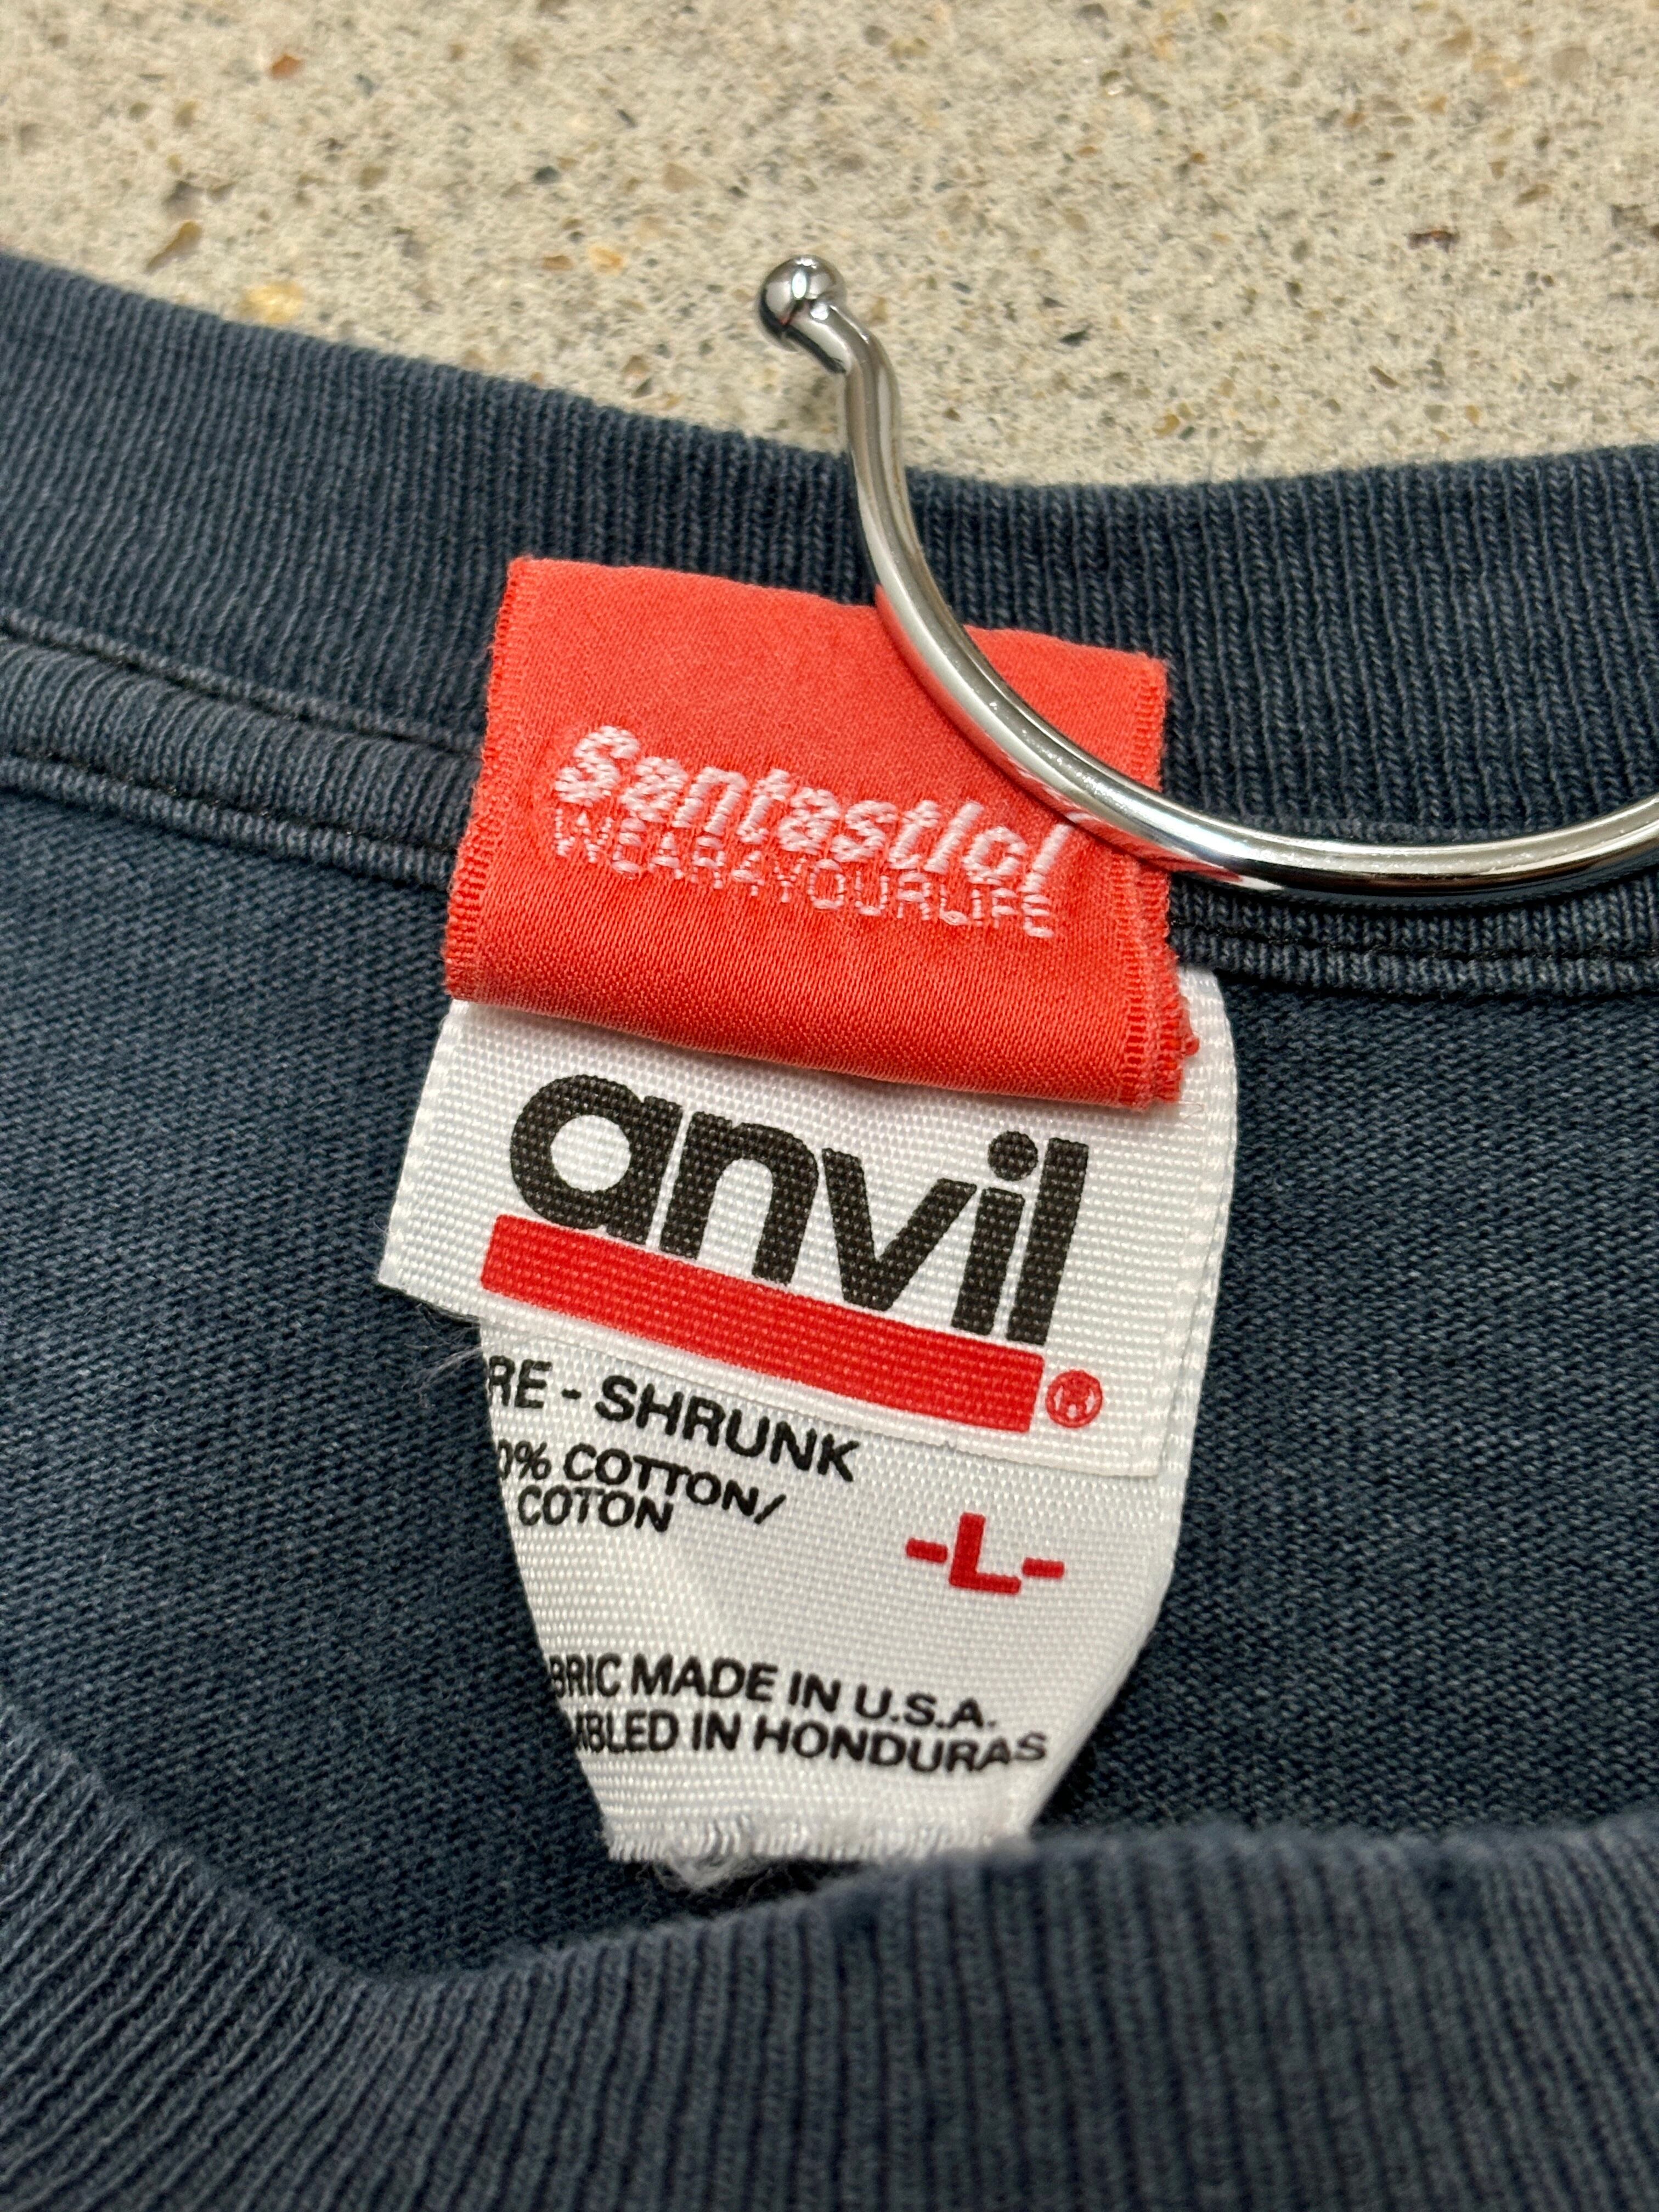 Santastic!
WEAR4YOURLIFE
anvil
®
RE - SHRUNK
0% COTTON/
COTON
-L-
BRIC MADE IN U.S.A.
MBLED IN HONDURAS